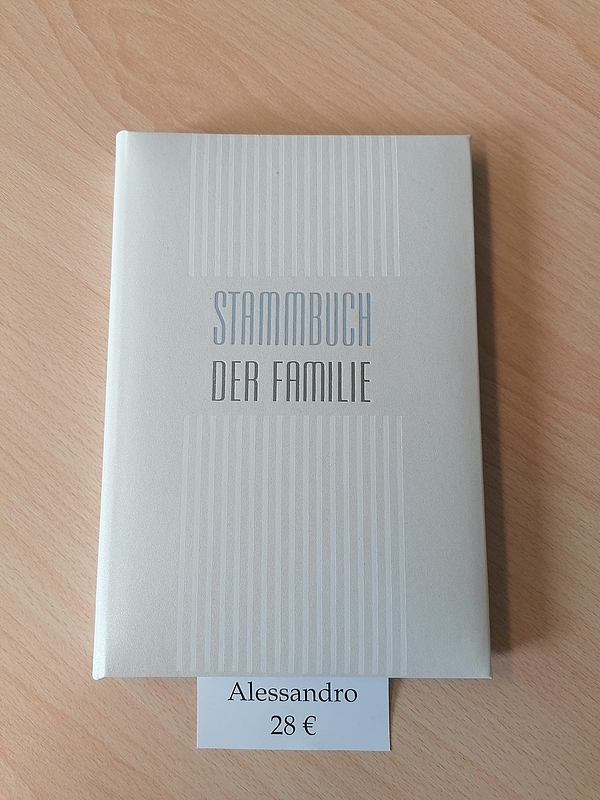 STAMMBUCH
DER FAMILIE
Alessandro
28 €